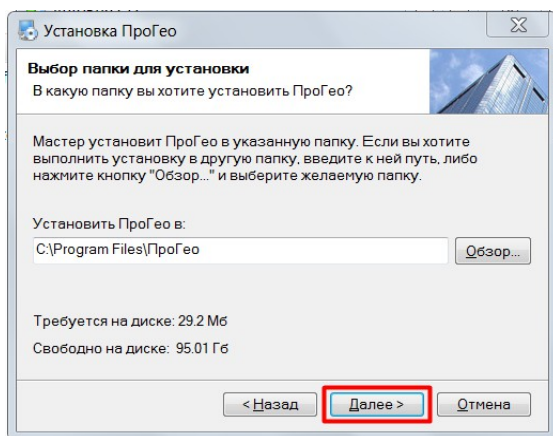 Установка ПроГео
Выбор папки для установки
В какую папку вы хотите установить ПроГео?
Мастер установит ПроГео в указанную папку. Если вы хотите
выполнить установку в другую папку, введите к ней путь, либо
нажмите кнопку "Обзор..." и выберите желаемую папку.
Установить ПроГео в:
C:\Program Files\ПроГео
Обзор...
Требуется на диске: 29.2 Мб
Свободно на диске: 95.01 Гб
< Назад
Далее >
Отмена